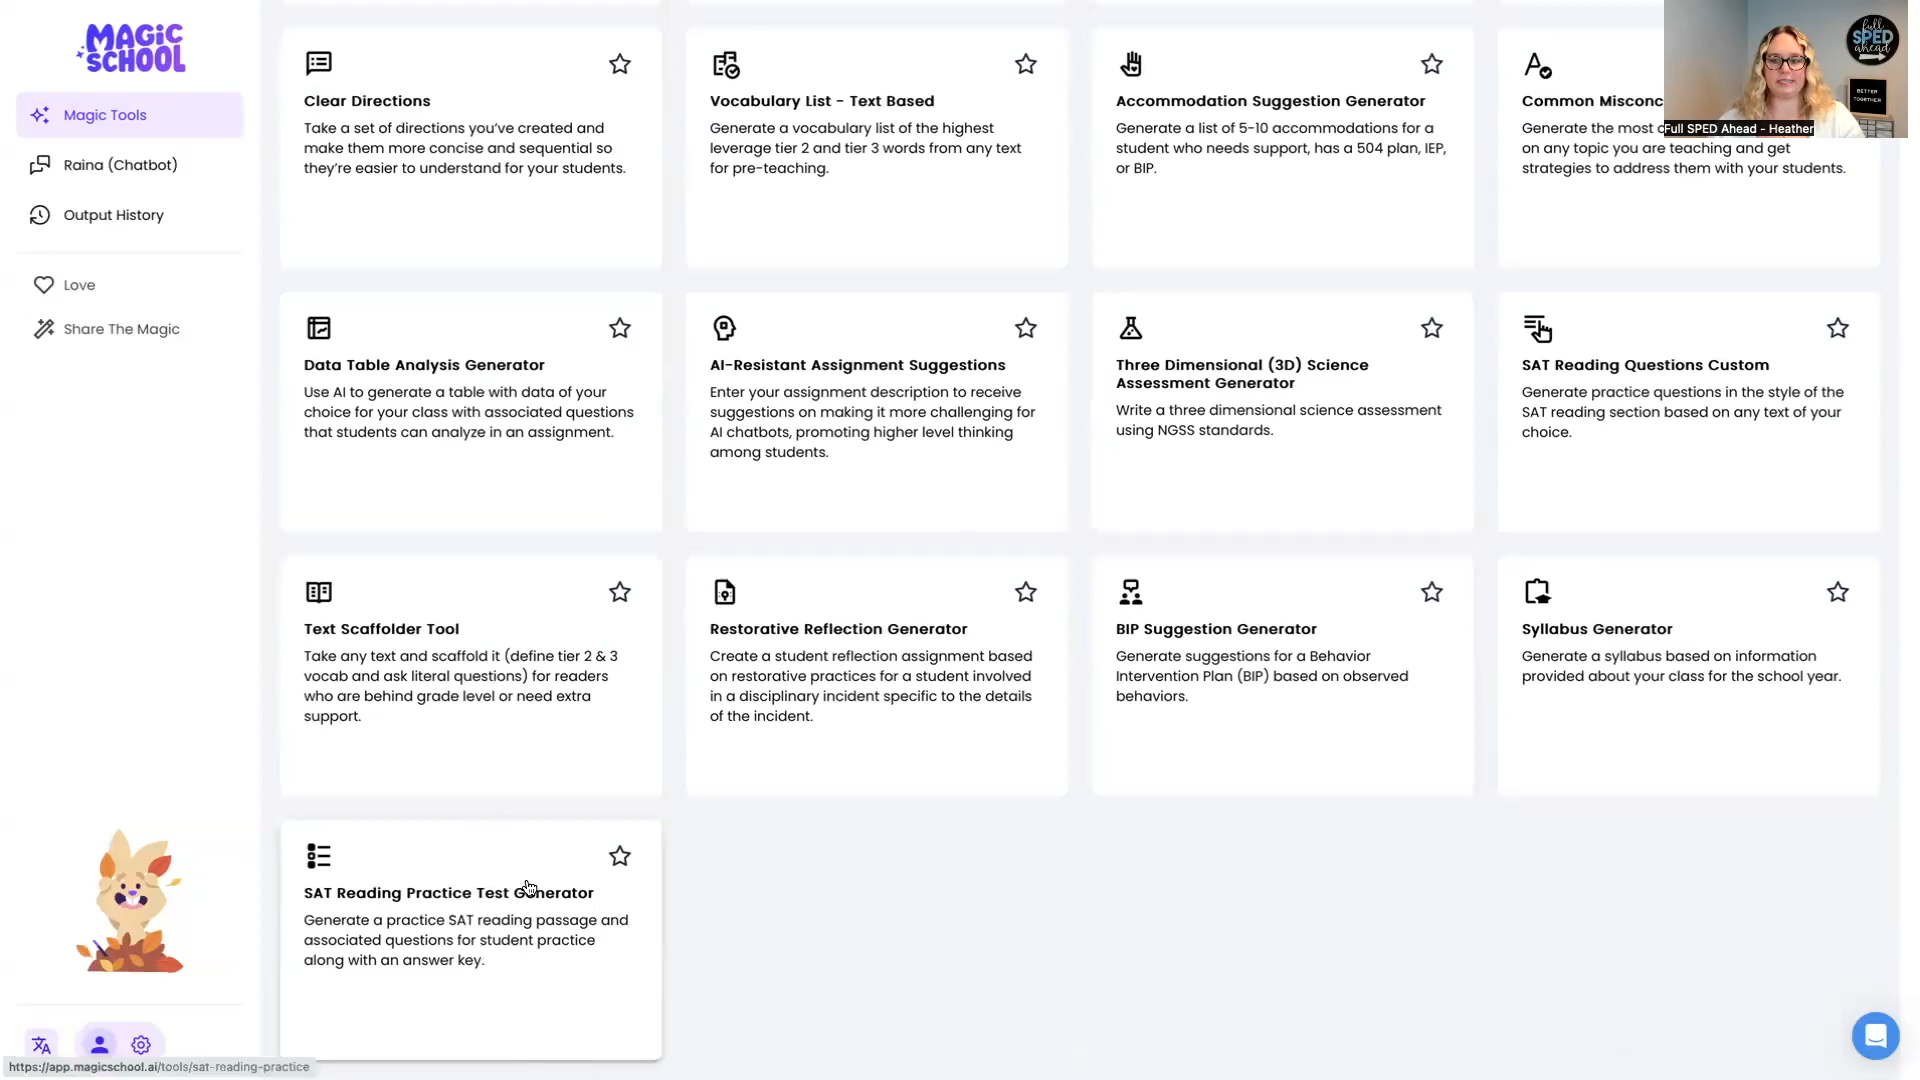 MAGiC
SCHOOL
Magic Tools
Raina (Chatbot)
Output History
Love
Share The Magic
Clear Directions
Take a set of directions you've created and
make them more concise and sequential so
they're easier to understand for your students.
Vocabulary List - Text Based
Generate a vocabulary list of the highest
leverage tier 2 and tier 3 words from any text
for pre-teaching.
Accommodation Suggestion Generator
Generate a list of 5-10 accommodations for a
student who needs support, has a 504 plan, IEP,
or BIP.
Common Misconc
Generate the most c
on any topic you are teaching and get
strategies to address them with your students.
full
SPED
ahead
BETTER
TOGETHER
Full SPED Ahead - Heather
Data Table Analysis Generator
Use AI to generate a table with data of your
choice for your class with associated questions
that students can analyze in an assignment.
AI-Resistant Assignment Suggestions
Enter your assignment description to receive
suggestions on making it more challenging for
AI chatbots, promoting higher level thinking
among students.
Three Dimensional (3D) Science
Assessment Generator
Write a three dimensional science assessment
using NGSS standards.
SAT Reading Questions Custom
Generate practice questions in the style of the
SAT reading section based on any text of your
choice.
Text Scaffolder Tool
Take any text and scaffold it (define tier 2 & 3
vocab and ask literal questions) for readers
who are behind grade level or need extra
support.
Restorative Reflection Generator
Create a student reflection assignment based
on restorative practices for a student involved
in a disciplinary incident specific to the details
of the incident.
BIP Suggestion Generator
Generate suggestions for a Behavior
Intervention Plan (BIP) based on observed
behaviors.
Syllabus Generator
Generate a syllabus based on information
provided about your class for the school year.
SAT Reading Practice Test Generator
Generate a practice SAT reading passage and
associated questions for student practice
along with an answer key.
https://app.magicschool.ai/tools/sat-reading-practice